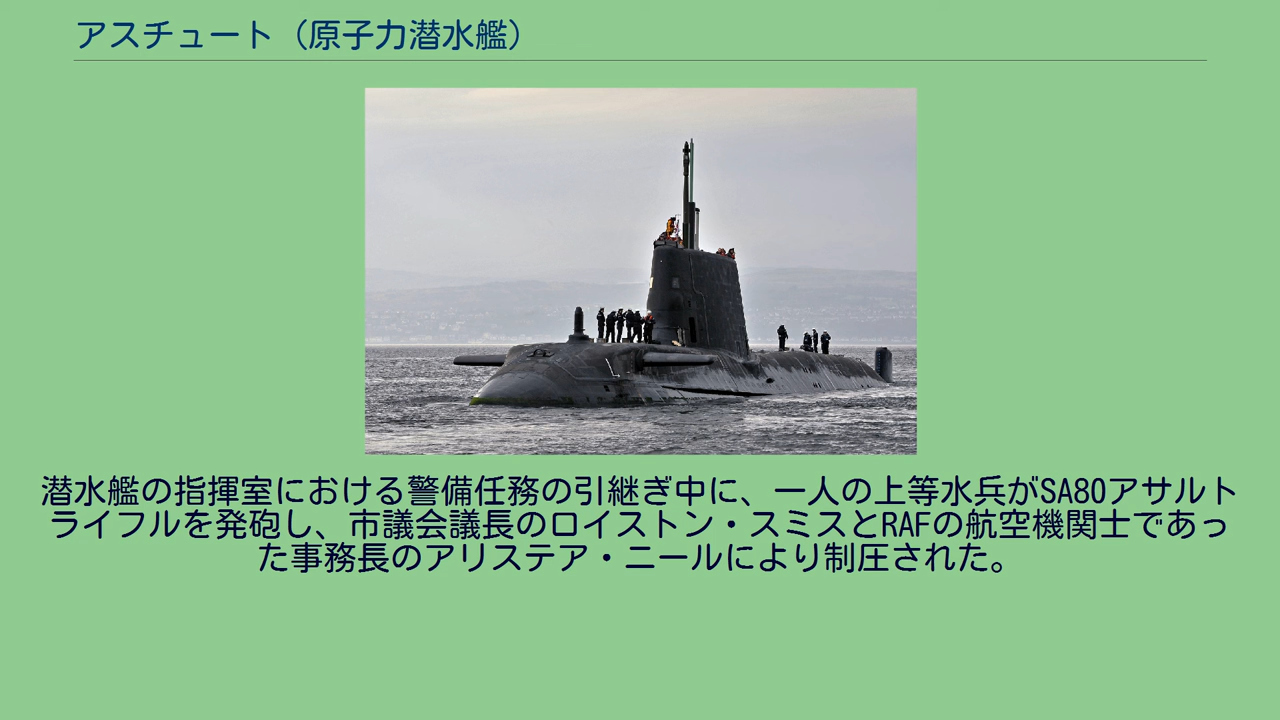 アスチュート（原子力潜水艦）
潜水艦の指揮室における警備任務の引継ぎ中に、一人の上等水兵がSA80アサルト
ライフルを発砲し、市議会議長のロイストン・スミスとRAFの航空機関士であっ
た事務長のアリステア・ニールにより制圧された。